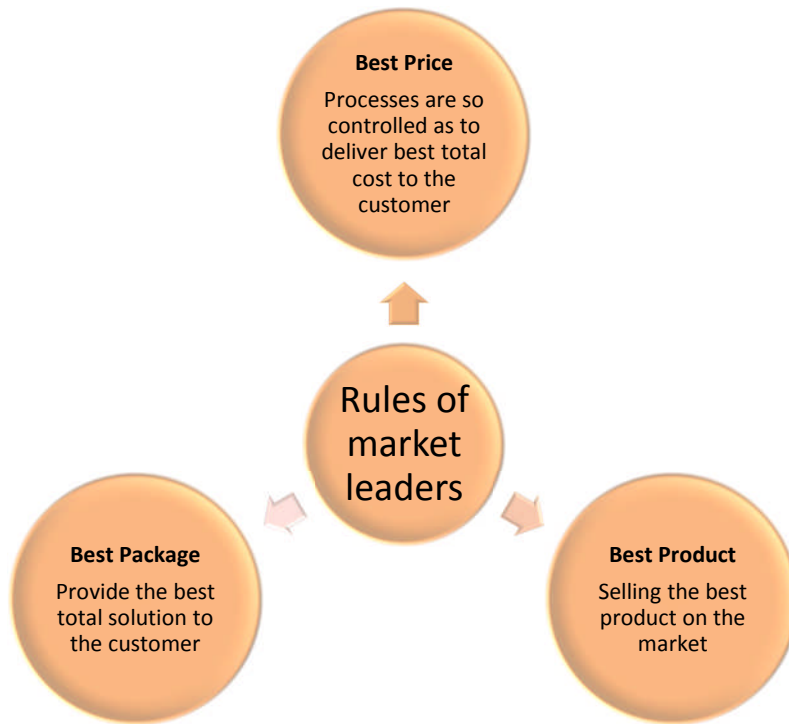 Best Price
Processes are so
controlled as to
deliver best total
cost to the
customer
Rules of
market
leaders
Best Package
Provide the best
total solution to
the customer
Best Product
Selling the best
product on the
market